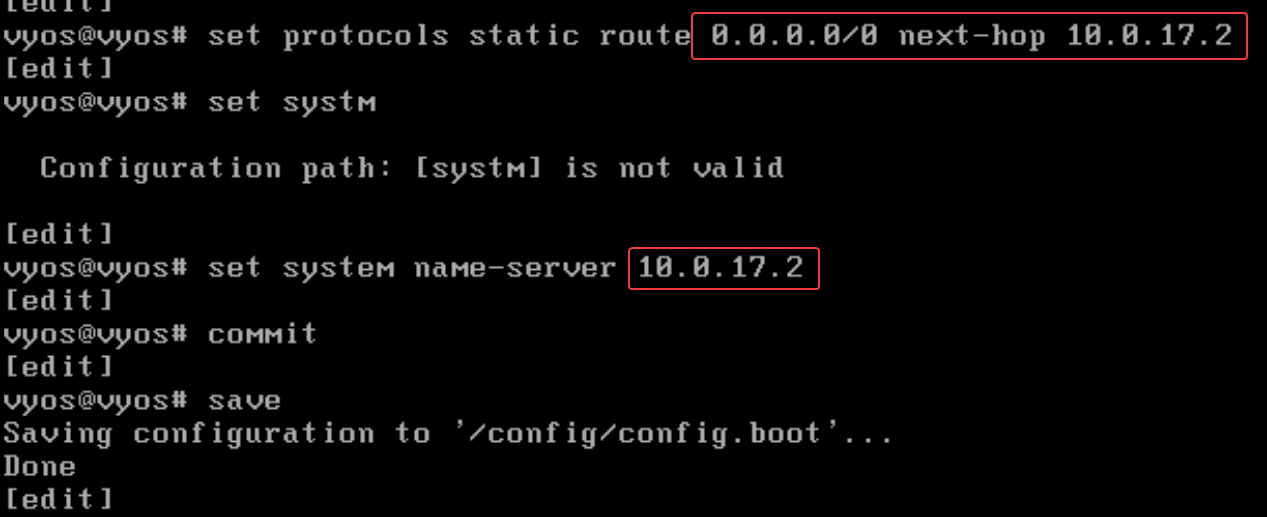 [edit]
vyos@vyos# set protocols static route 0.0.0.0/0 next-hop 10.0.17.2
[edit]
vyos@vyos# set systm
Configuration path: [systm] is not valid
[edit]
vyos@vyos# set system name-server 10.0.17.2
[edit]
vyos@vyos# commit
[edit]
vyos@vyos# save
Saving configuration to '/config/config.boot'...
Done
[edit]